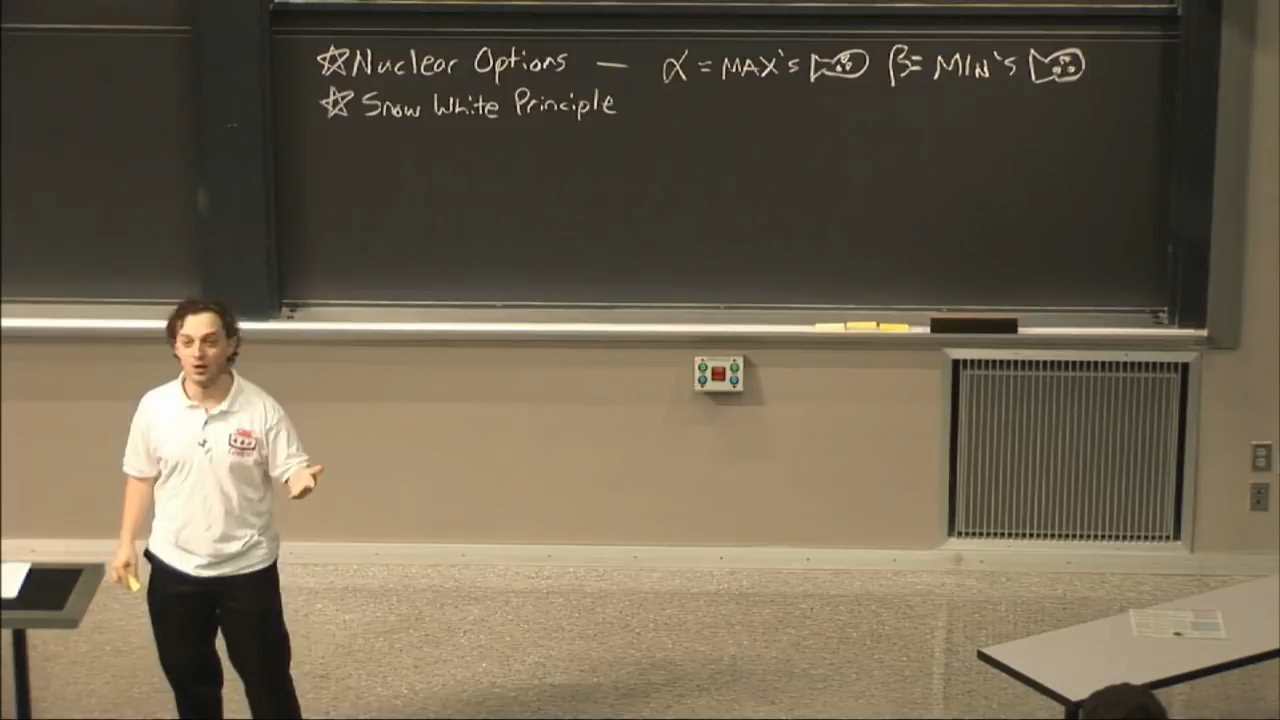 ☆ Nuclear Options — α = MAX's β = MIN's
☆ Snow White Principle